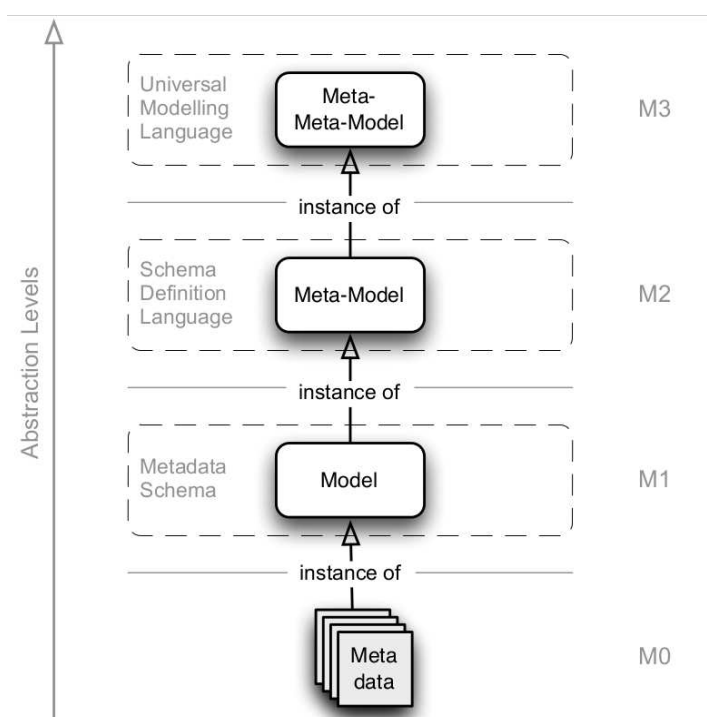 Universal
Modelling
Language
Meta-
Meta-Model
M3
instance of
Schema
Definition
Language
Meta-Model
M2
instance of
Metadata
Schema
Model
M1
instance of
Meta
data
M0
Abstraction Levels